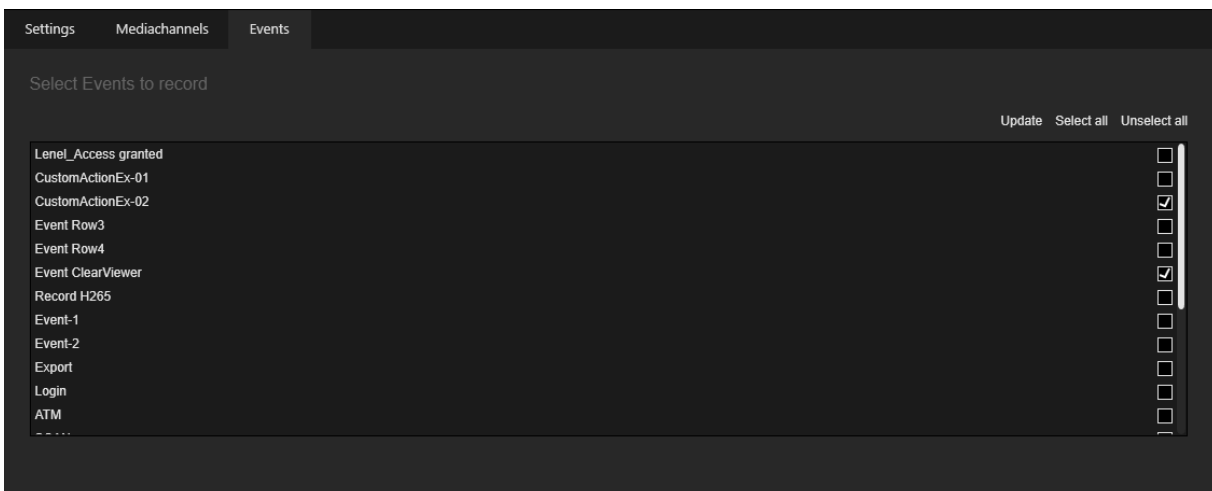 Settings Mediachannels Events
Select Events to record
Update Select all Unselect all
Lenel_Access granted
CustomActionEx-01
CustomActionEx-02
Event Row3
Event Row4
Event ClearViewer
Record H265
Event-1
Event-2
Export
Login
ATM